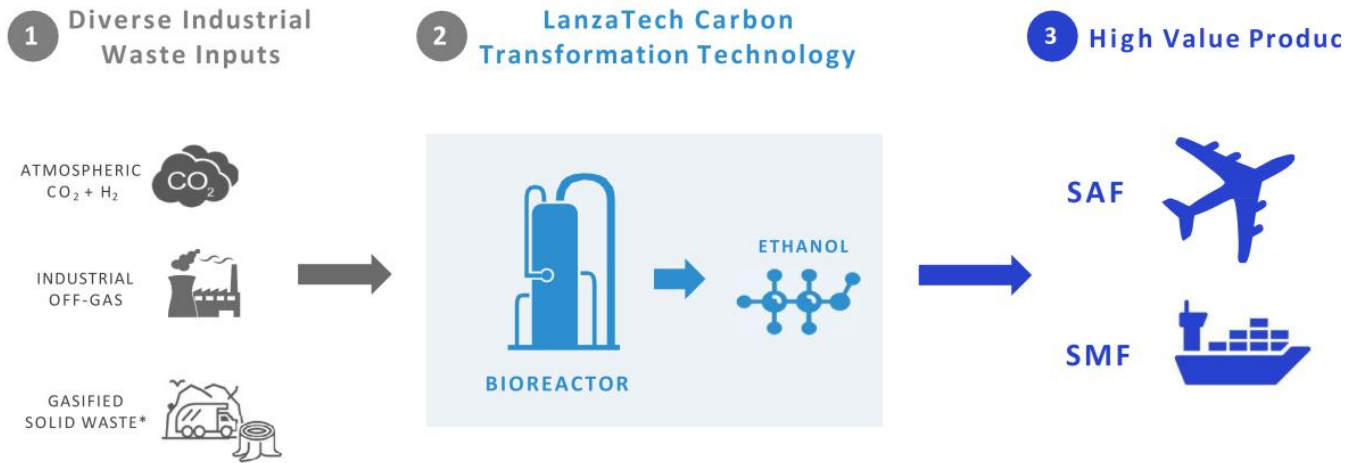 1
Diverse Industrial
Waste Inputs
2
LanzaTech Carbon
Transformation Technology
3
High Value Produc
ATMOSPHERIC
CO₂ + H₂
CO₂
INDUSTRIAL
OFF-GAS
GASIFIED
SOLID WASTE*
BIOREACTOR
ETHANOL
SAF
SMF